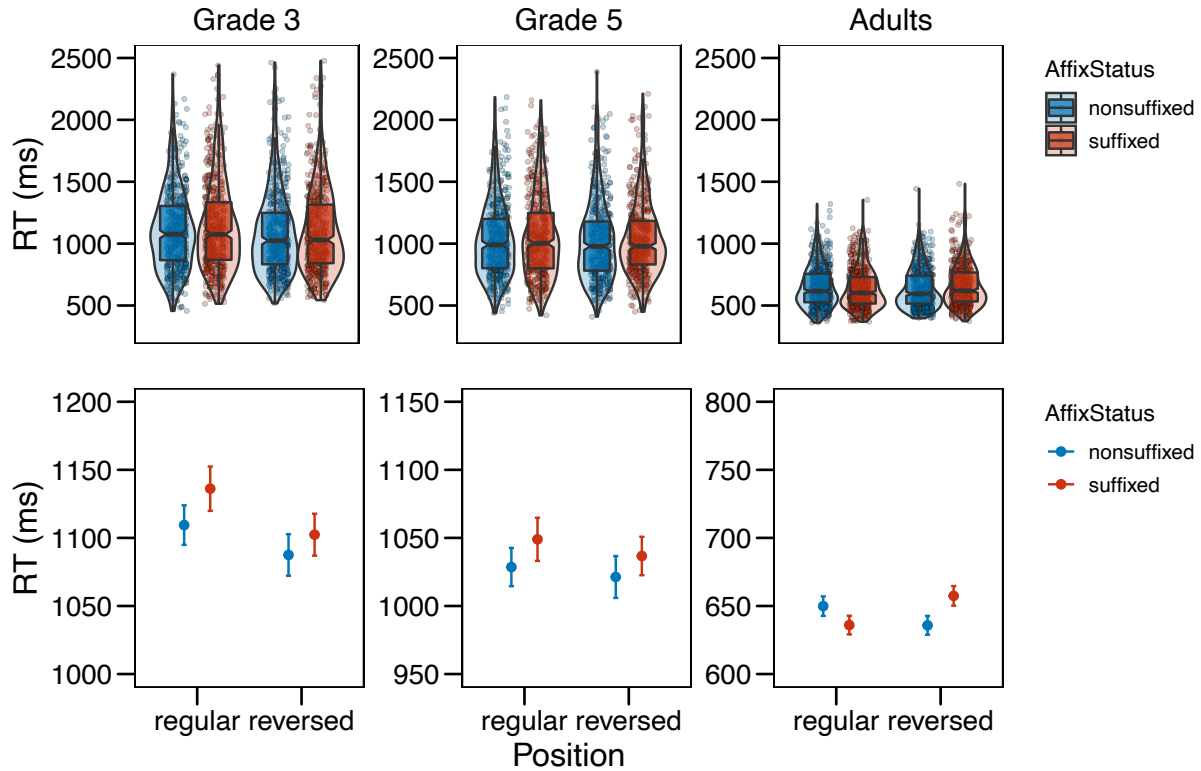 Grade 3
Grade 5
Adults
RT (ms)
2500
2000
1500
1000
500
2500
2000
1500
1000
500
2500
2000
1500
1000
500
AffixStatus
nonsuffixed
suffixed
RT (ms)
1200
1150
1100
1050
1000
1150
1100
1050
1000
950
800
750
700
650
600
AffixStatus
nonsuffixed
suffixed
regular reversed
regular reversed
regular reversed
Position